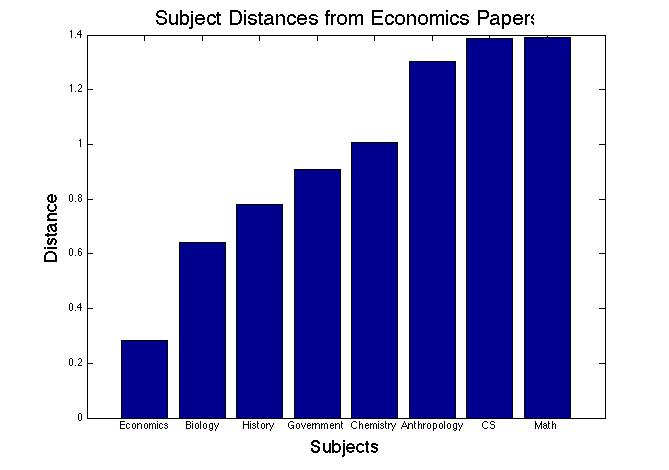 Subject Distances from Economics Papers
1.4
1.2
1
0.8
0.6
0.4
0.2
0
Distance
Economics Biology History Government Chemistry Anthropology CS Math
Subjects